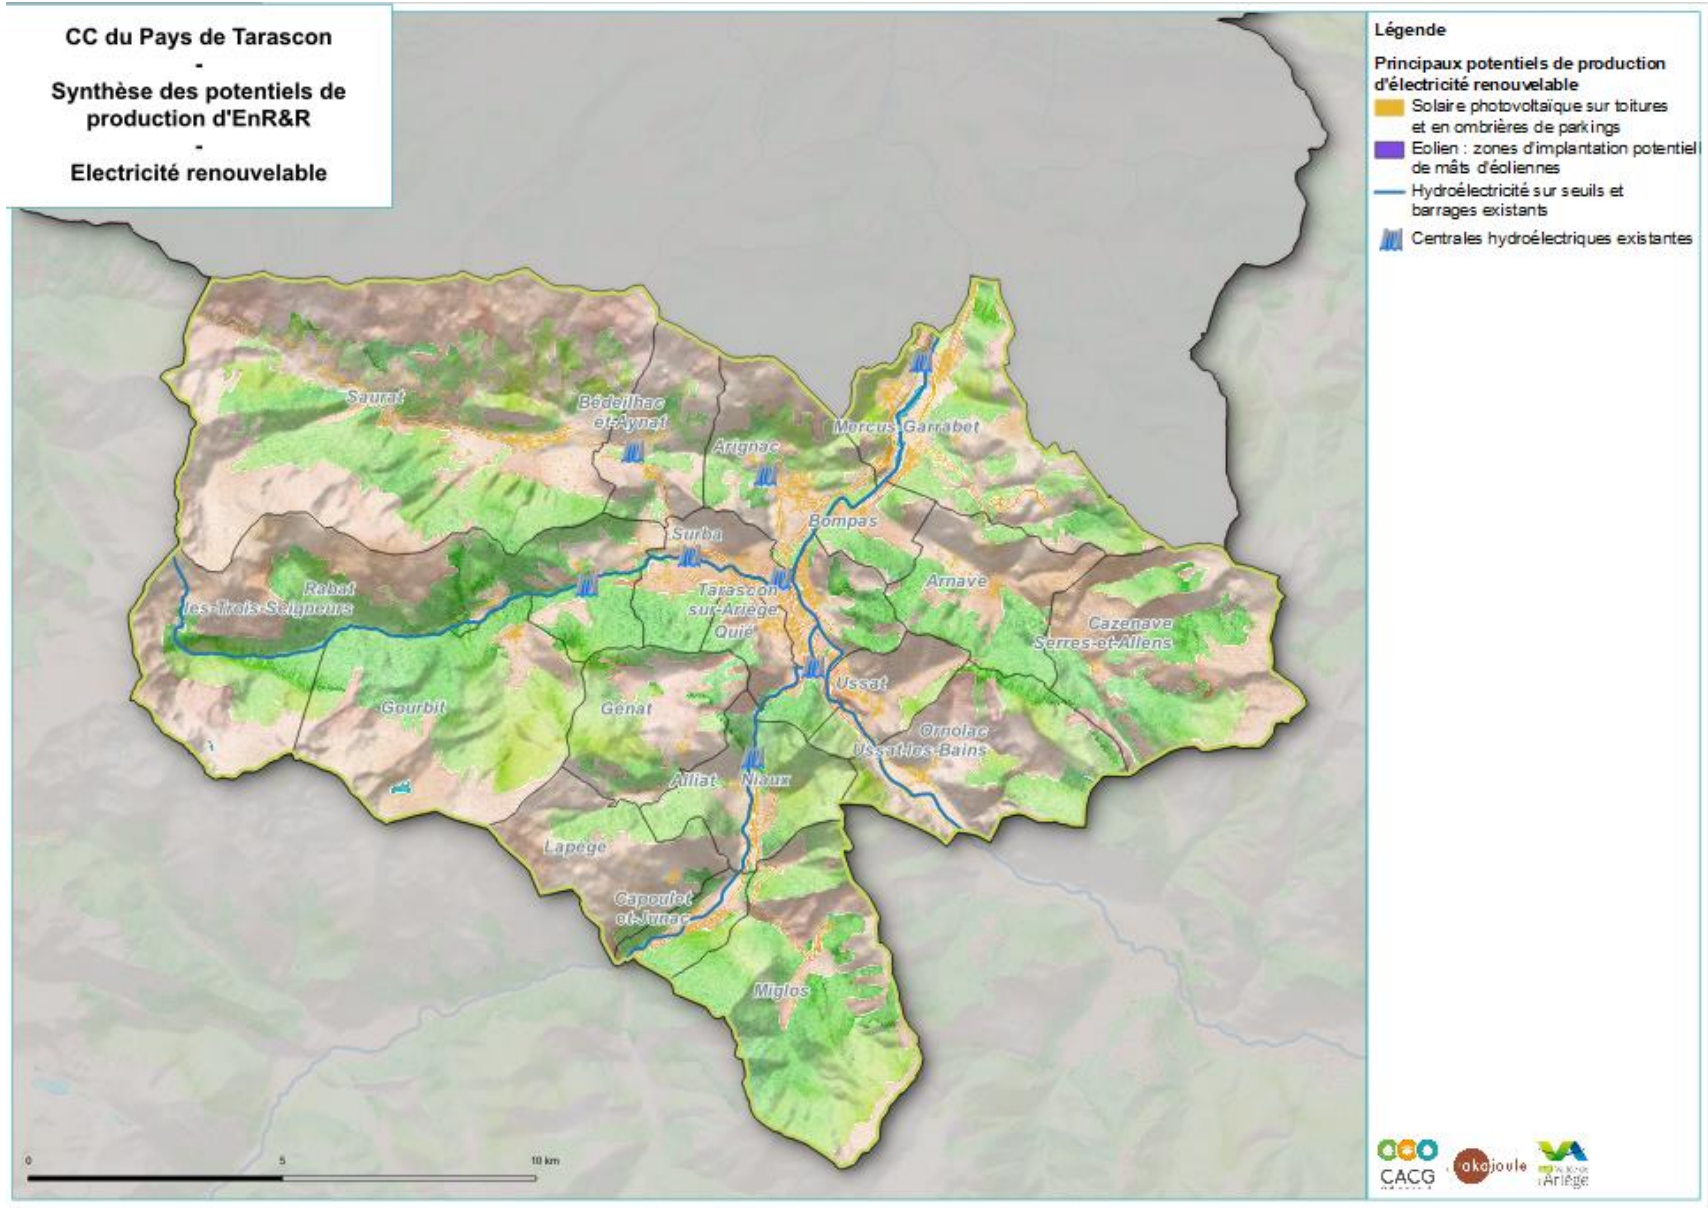 CC du Pays de Tarascon
-
Synthèse des potentiels de
production d'EnR&R
-
Electricité renouvelable
Légende
Principaux potentiels de production
d'électricité renouvelable
Solaire photovoltaïque sur toitures
et en ombrières de parkings
Eolien : zones d'implantation potentiel
de mâts d'éoliennes
Hydroélectricité sur seuils et
barrages existants
Centrales hydroélectriques existantes
Saurat
Bédeilhac
et-Aynat
Arignac
Mercus-Garrabet
Bompas
Surba
Rabat
les-Trois-Seigneurs
Tarascon
sur-Ariège
Quié
Arnave
Cazenave
Serres-et-Allens
Ussat
Gourbit
Génat
Ornolac
Ussat-les-Bains
Alliat
Niaux
Lapège
Capoulet
et-Junac
Miglos
0
5
10 km
CACG
akajoule
Ariège